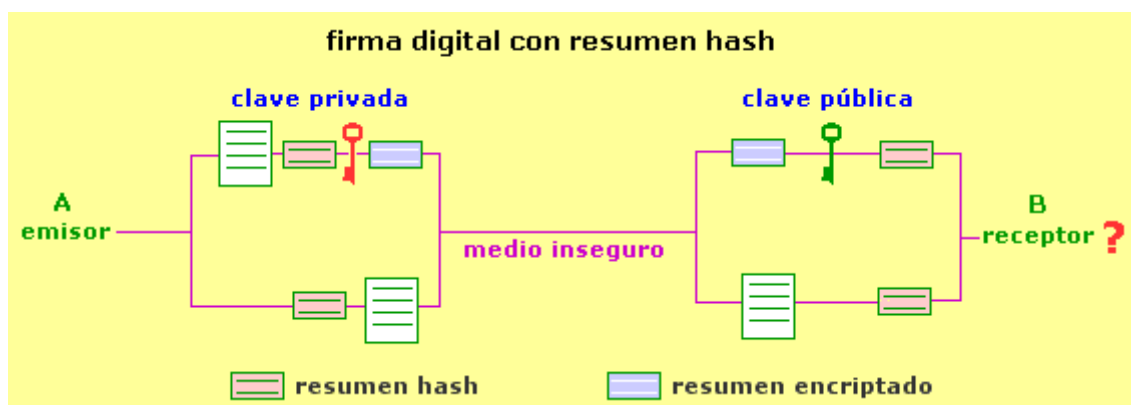 firma digital con resumen hash
clave privada
clave pública
A
emisor
medio inseguro
B
receptor ?
resumen hash
resumen encriptado